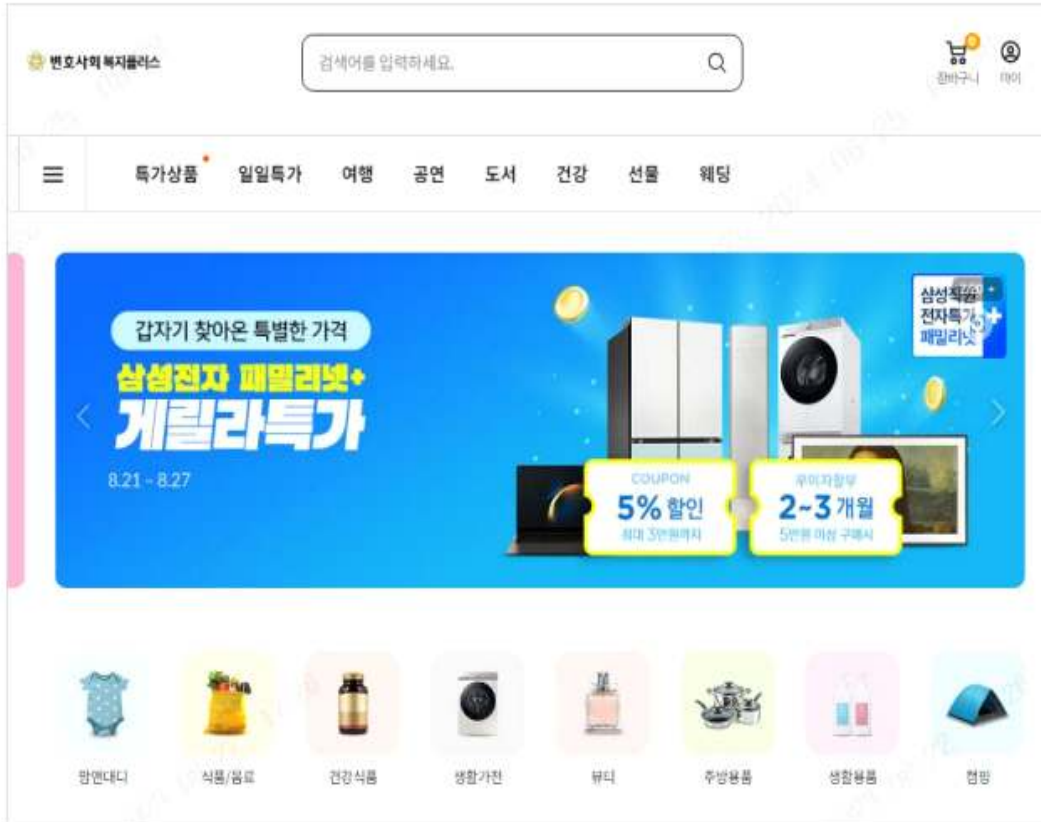 변호사회 복지플러스
검색어를 입력하세요.
0
장바구니
마이
특가상품 일일특가 여행 공연 도서 건강 선물 웨딩
갑자기 찾아온 특별한 가격
삼성전자 패밀리넷+
게릴라특가
8.21 - 8.27
삼성직원
전자특가
패밀리넷
COUPON
5% 할인
최대 3만원까지
무이자할부
2~3 개월
5만원 이상 구매시
맘앤대디 식품/음료 건강식품 생활가전 뷰티 주방용품 생활용품 캠핑